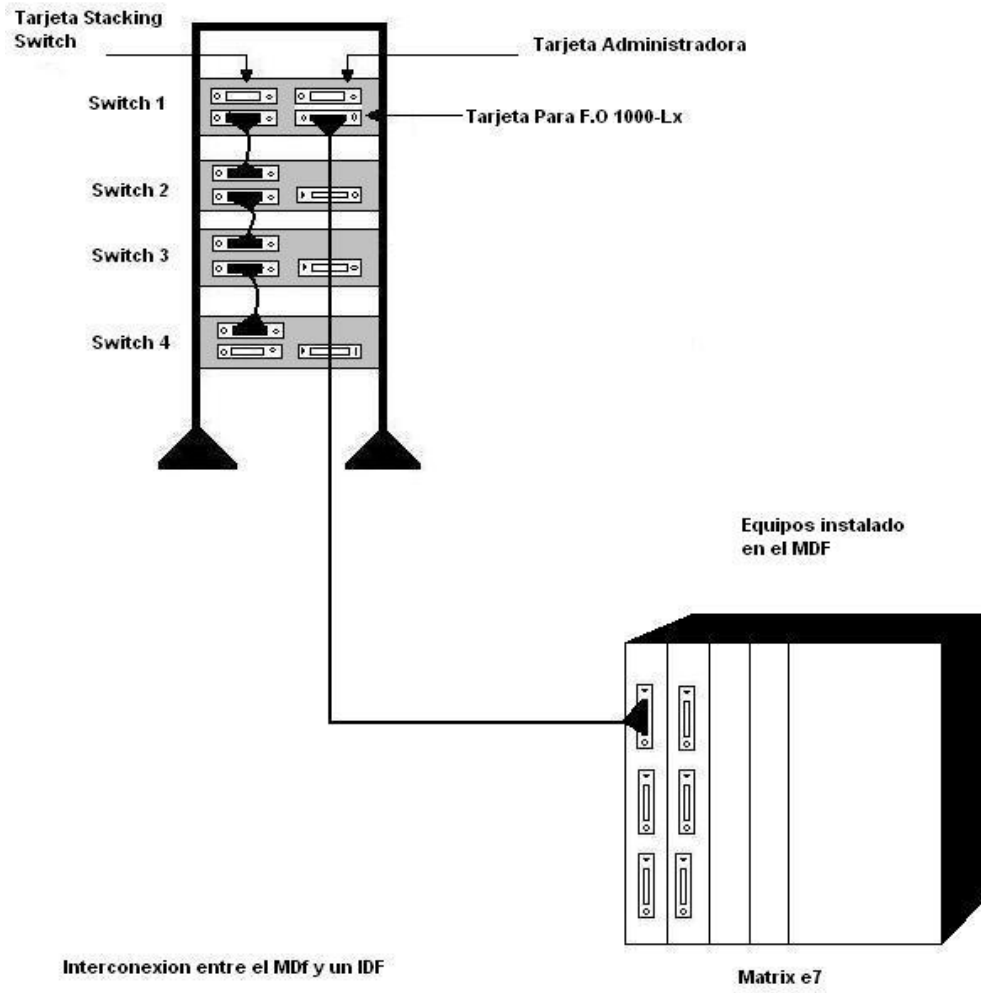 Tarjeta Stacking
Switch
Tarjeta Administradora
Switch 1
Tarjeta Para F.O 1000-Lx
Switch 2
Switch 3
Switch 4
Equipos instalado
en el MDF
Interconexion entre el MDf y un IDF
Matrix e7